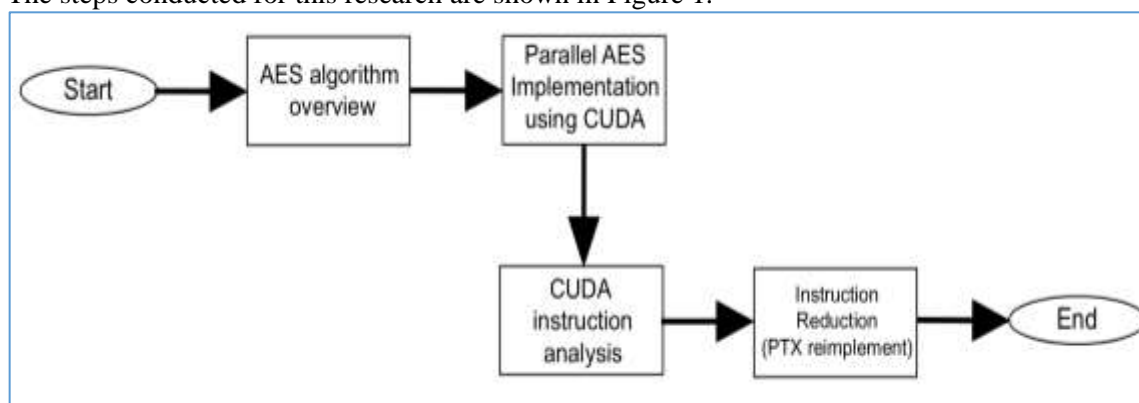 The steps conducted for this research are shown in Figure 1.
Start
AES algorithm
overview
Parallel AES
Implementation
using CUDA
CUDA
instruction
analysis
Instruction
Reduction
(PTX reimplement)
End